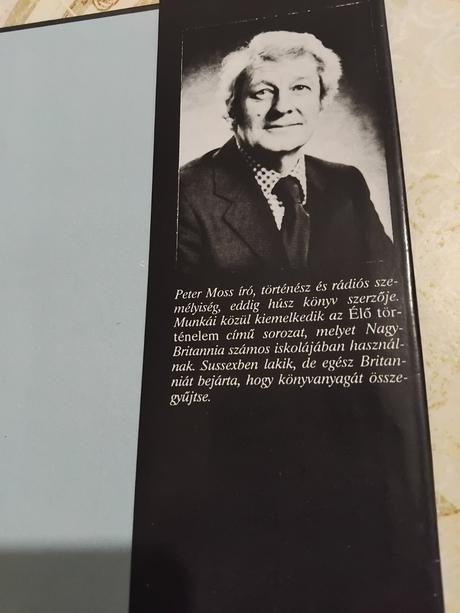 Peter Moss író, történész és rádiós sze-
mélyiség, eddig húsz könyv szerzője.
Munkái közül kiemelkedik az Élő tör-
ténelem című sorozat, melyet Nagy-
Britannia számos iskolájában használ-
nak. Sussexben lakik, de egész Britan-
niát bejárta, hogy könyvanyagát össze-
gyűjtse.